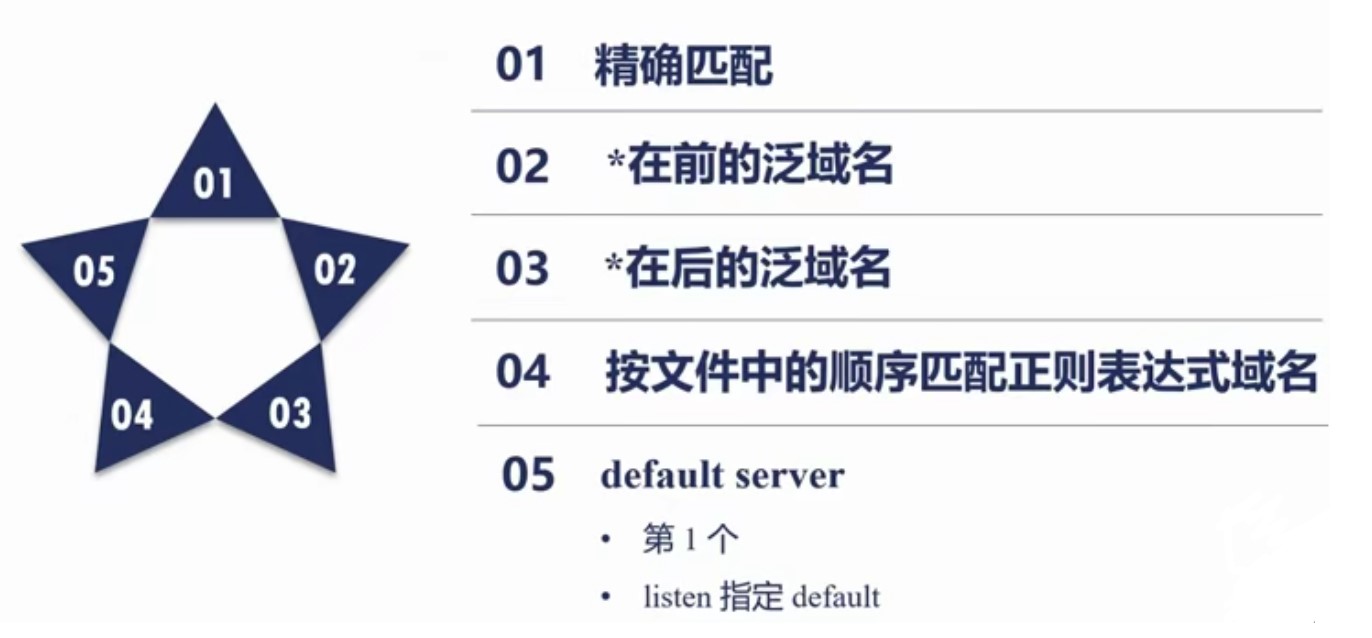 01 精确匹配
02 *在前的泛域名
03 *在后的泛域名
04 按文件中的顺序匹配正则表达式域名
05 default server
• 第 1 个
• listen 指定 default
01
05
02
04
03